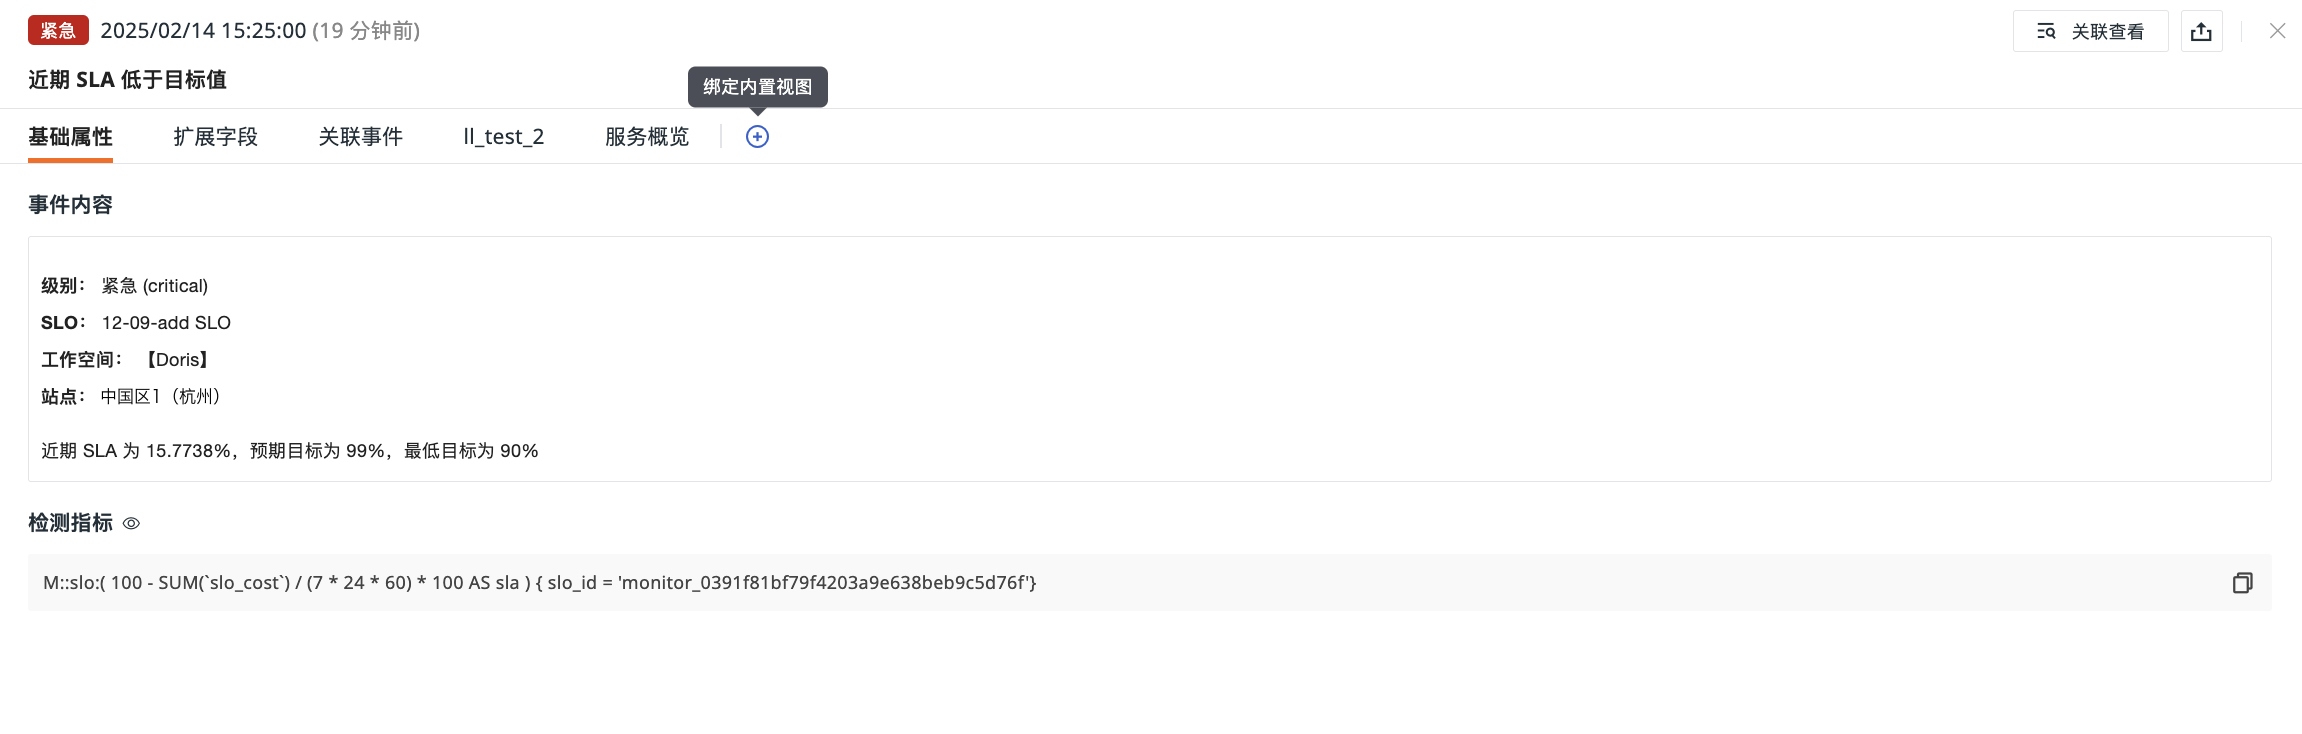 紧急 2025/02/14 15:25:00 (19 分钟前) 关联查看
近期 SLA 低于目标值
绑定内置视图
基础属性 扩展字段 关联事件 ll_test_2 服务概览
事件内容
级别： 紧急 (critical)
SLO： 12-09-add SLO
工作空间： 【Doris】
站点： 中国区1（杭州）
近期 SLA 为 15.7738%，预期目标为 99%，最低目标为 90%
检测指标
M::slo:( 100 - SUM(`slo_cost`) / (7 * 24 * 60) * 100 AS sla ) { slo_id = 'monitor_0391f81bf79f4203a9e638beb9c5d76f'}